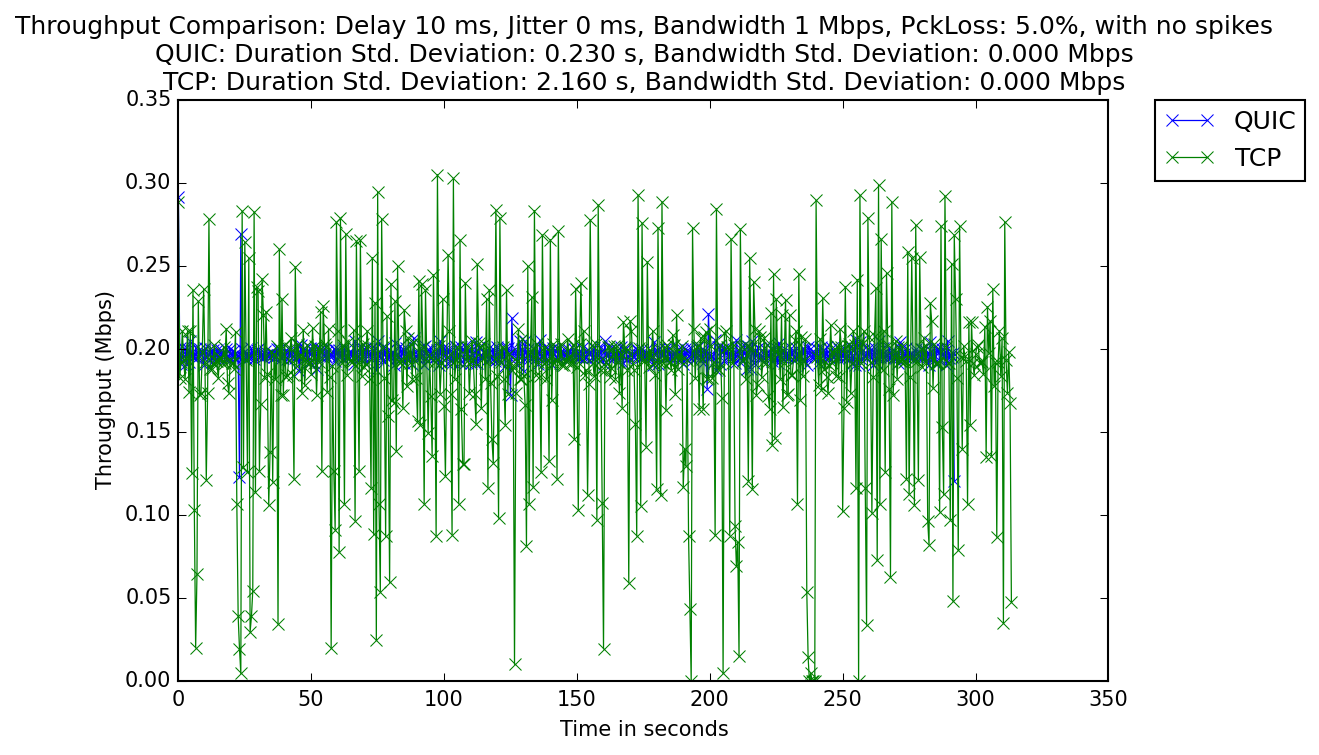 Throughput Comparison: Delay 10 ms, Jitter 0 ms, Bandwidth 1 Mbps, PckLoss: 5.0%, with no spikes
QUIC: Duration Std. Deviation: 0.230 s, Bandwidth Std. Deviation: 0.000 Mbps
TCP: Duration Std. Deviation: 2.160 s, Bandwidth Std. Deviation: 0.000 Mbps
QUIC
TCP
Throughput (Mbps)
0.35
0.30
0.25
0.20
0.15
0.10
0.05
0.00
0 50 100 150 200 250 300 350
Time in seconds